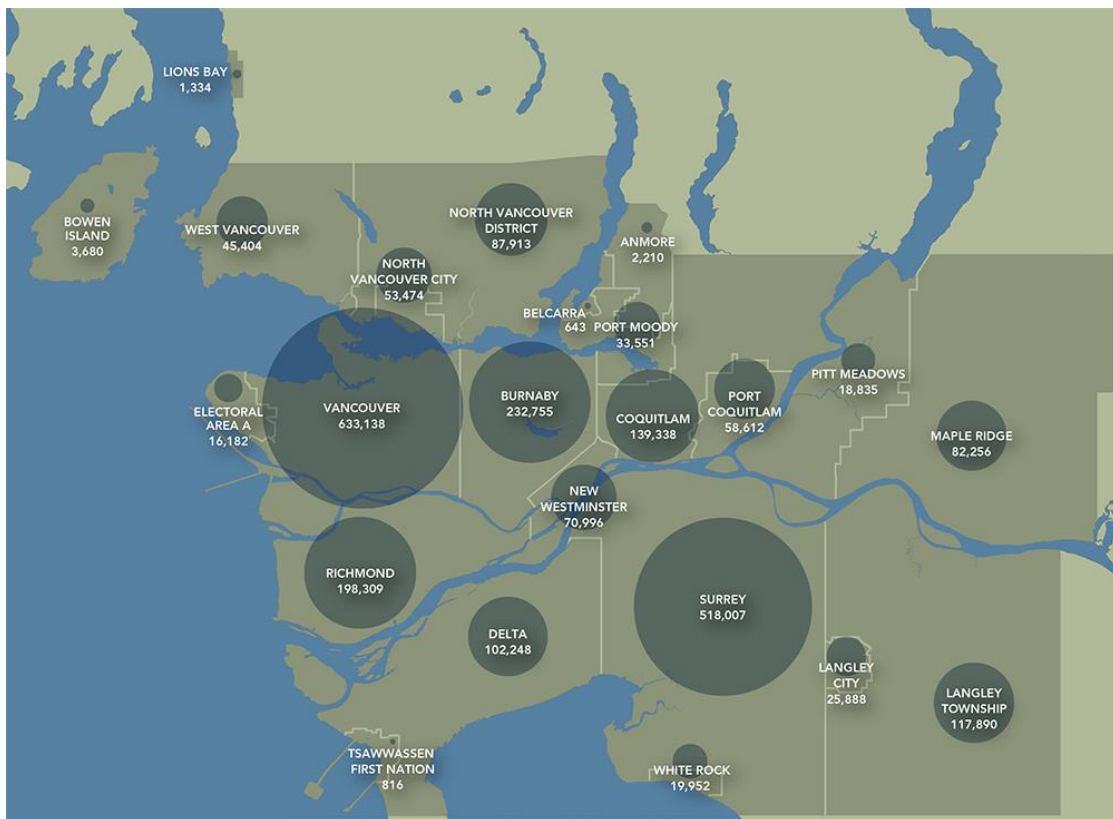 LIONS BAY
1,334
BOWEN
ISLAND
3,680
WEST VANCOUVER
45,404
NORTH VANCOUVER
DISTRICT
87,913
ANMORE
2,210
NORTH
VANCOUVER CITY
53,474
BELCARRA
643
PORT MOODY
33,551
PITT MEADOWS
18,835
ELECTORAL
AREA A
16,182
VANCOUVER
633,138
BURNABY
232,755
COQUITLAM
139,338
PORT
COQUITLAM
58,612
MAPLE RIDGE
82,256
NEW
WESTMINSTER
70,996
RICHMOND
198,309
SURREY
518,007
DELTA
102,248
LANGLEY
CITY
25,888
LANGLEY
TOWNSHIP
117,890
TSAWWASSEN
FIRST NATION
816
WHITE ROCK
19,952